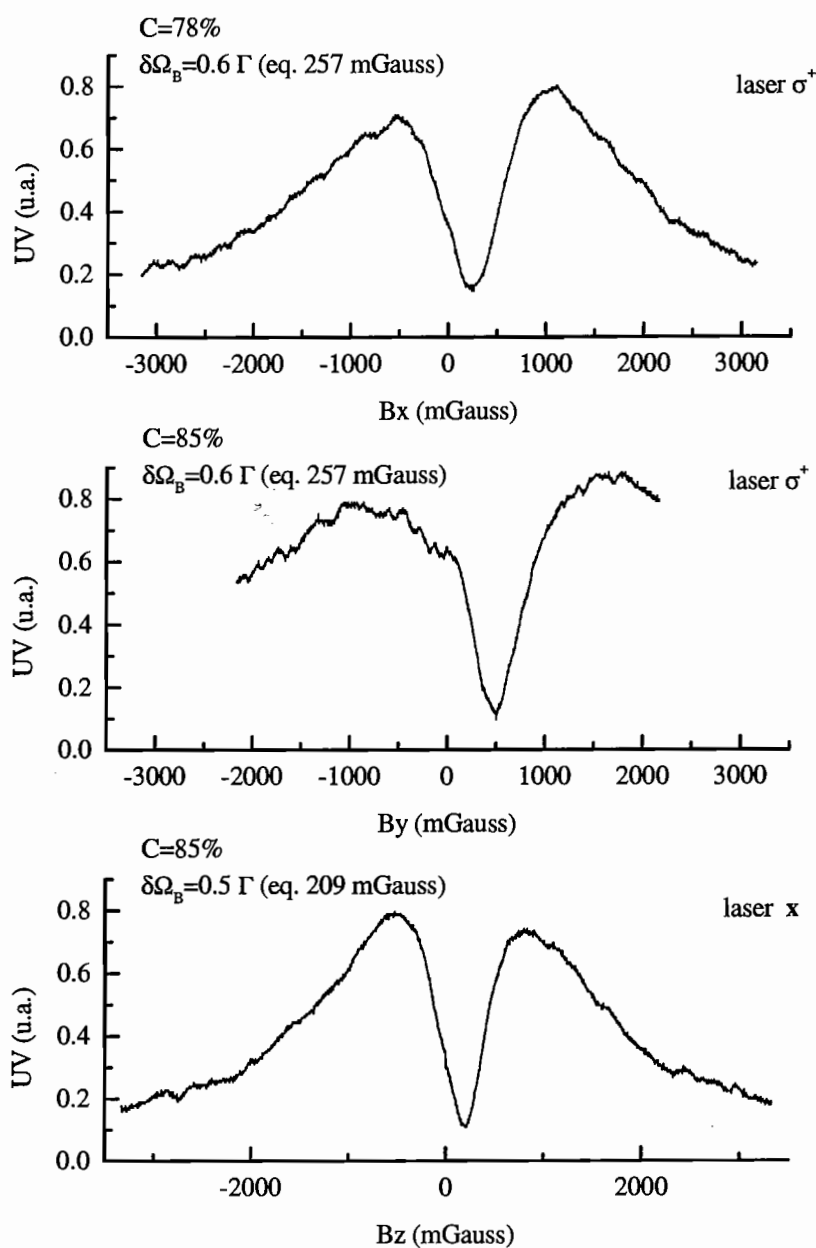 C=78%
δΩB=0.6 Γ (eq. 257 mGauss)
laser σ+
0.8
0.6
0.4
0.2
0.0
UV (u.a.)
-3000 -2000 -1000 0 1000 2000 3000
Bx (mGauss)
C=85%
δΩB=0.6 Γ (eq. 257 mGauss)
laser σ+
0.8
0.6
0.4
0.2
0.0
UV (u.a.)
-3000 -2000 -1000 0 1000 2000 3000
By (mGauss)
C=85%
δΩB=0.5 Γ (eq. 209 mGauss)
laser x
0.8
0.6
0.4
0.2
0.0
UV (u.a.)
-2000 0 2000
Bz (mGauss)